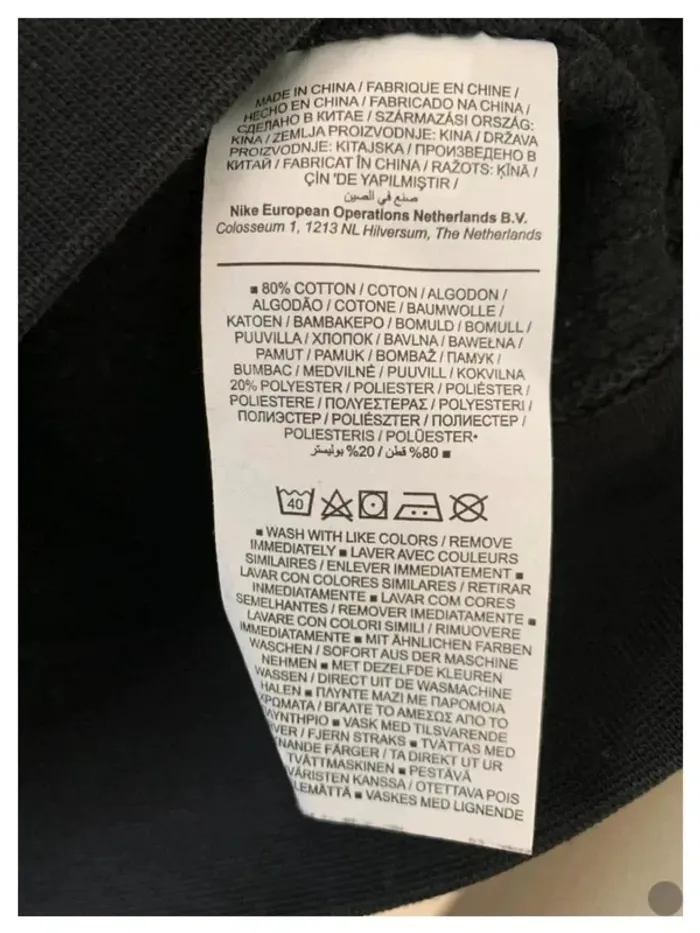 MADE IN CHINA / FABRIQUE EN CHINE /
HECHO EN CHINA / FABRICADO NA CHINA /
СДЕЛАНО В КИТАЕ / SZÁRMAZÁSI ORSZÁG:
KINA / ZEMLJA PROIZVODNJE: KINA / DRŽAVA
PROIZVODNJE: KITAJSKA / ПРОИЗВЕДЕНО В
КИТАЙ / FABRICAT ÎN CHINA / RAŽOTS: ĶĪNĀ /
ÇİN 'DE YAPILMIŞTIR /
صنع في الصين
Nike European Operations Netherlands B.V.
Colosseum 1, 1213 NL Hilversum, The Netherlands
■ 80% COTTON / COTON / ALGODON /
ALGODÃO / COTONE / BAUMWOLLE /
KATOEN / ΒΑΜΒΑΚΕΡΟ / BOMULD / BOMULL /
PUUVILLA / ХЛОПОК / BAVLNA / BAWEŁNA /
PAMUT / PAMUK / BOMBAŽ / ПАМУК /
BUMBAC / MEDVILNĖ / PUUVILL / KOKVILNA
20% POLYESTER / POLIESTER / POLIÉSTER /
POLIESTERE / ΠΟΛΥΕΣΤΕΡΑΣ / POLYESTERI /
ПОЛИЭСТЕР / POLIÉSZTER / ПОЛИЕСТЕР /
POLIESTERIS / POLÜESTER•
■ 80% قطن / 20% بوليستر
40
■ WASH WITH LIKE COLORS / REMOVE
IMMEDIATELY ■ LAVER AVEC COULEURS
SIMILAIRES / ENLEVER IMMEDIATEMENT ■
LAVAR CON COLORES SIMILARES / RETIRAR
INMEDIATAMENTE ■ LAVAR COM CORES
SEMELHANTES / REMOVER IMEDIATAMENTE ■
LAVARE CON COLORI SIMILI / RIMUOVERE
IMMEDIATAMENTE ■ MIT ÄHNLICHEN FARBEN
WASCHEN / SOFORT AUS DER MASCHINE
NEHMEN ■ MET DEZELFDE KLEUREN
WASSEN / DIRECT UIT DE WASMACHINE
HALEN ■ ΠΛΥΝΤΕ ΜΑΖΙ ΜΕ ΠΑΡΟΜΟΙΑ
ΧΡΩΜΑΤΑ / ΒΓΑΛΤΕ ΤΟ ΑΜΕΣΩΣ ΑΠΟ ΤΟ
ΛΥΝΤΗΡΙΟ ■ VASK MED TILSVARENDE
VER / FJERN STRAKS ■ TVÄTTAS MED
NANDE FÄRGER / TA DIREKT UT UR
TVÄTTMASKINEN ■ PESTÄVÄ
VÄRISTEN KANSSA / OTETTAVA POIS
LEMÄTTÄ ■ VASKES MED LIGNENDE